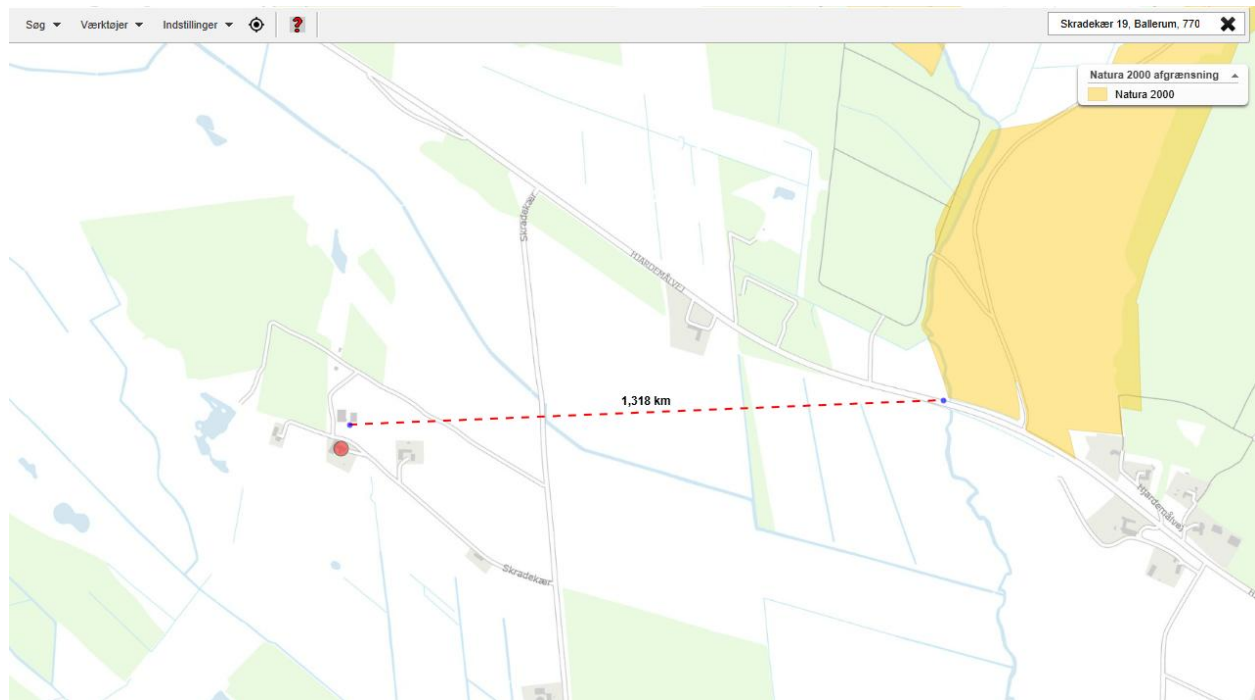 Søg Værktøjer Indstillinger ? Skradekær 19, Ballerum, 770
Natura 2000 afgrænsning
Natura 2000
Skradekær
HJARDEMÅLVEJ
1,318 km
Hjardemålvej
Skradekær